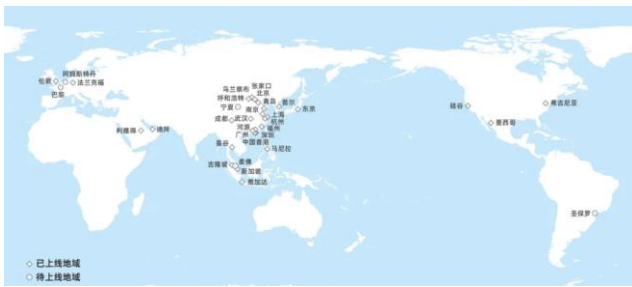 阿姆斯特丹
伦敦
法兰克福
巴黎
利雅得
迪拜
乌兰察布
张家口
呼和浩特
北京
宁夏
青岛
首尔
南京
东京
成都
武汉
上海
杭州
河源
福州
广州
深圳
中国香港
曼谷
马尼拉
吉隆坡
柔佛
新加坡
雅加达
硅谷
弗吉尼亚
墨西哥
圣保罗
已上线地域
待上线地域